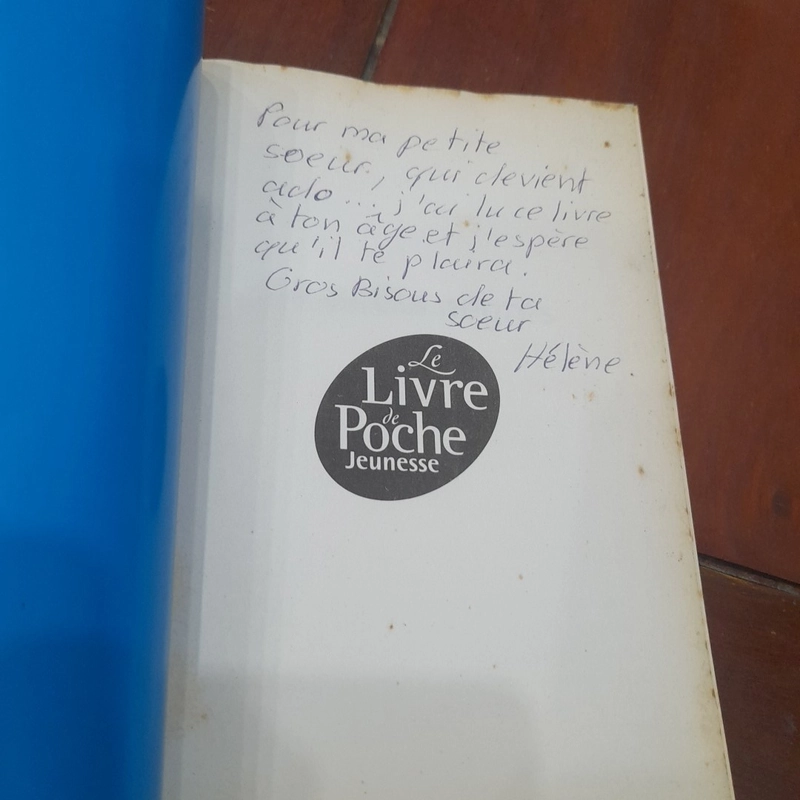 Pour ma petite
soeur, qui devient
ado... j'ai lu ce livre
à ton âge et j'espère
qu'il te plaira.
Gros Bisous de ta
soeur
Hélène.
Le
Livre
de
Poche
Jeunesse